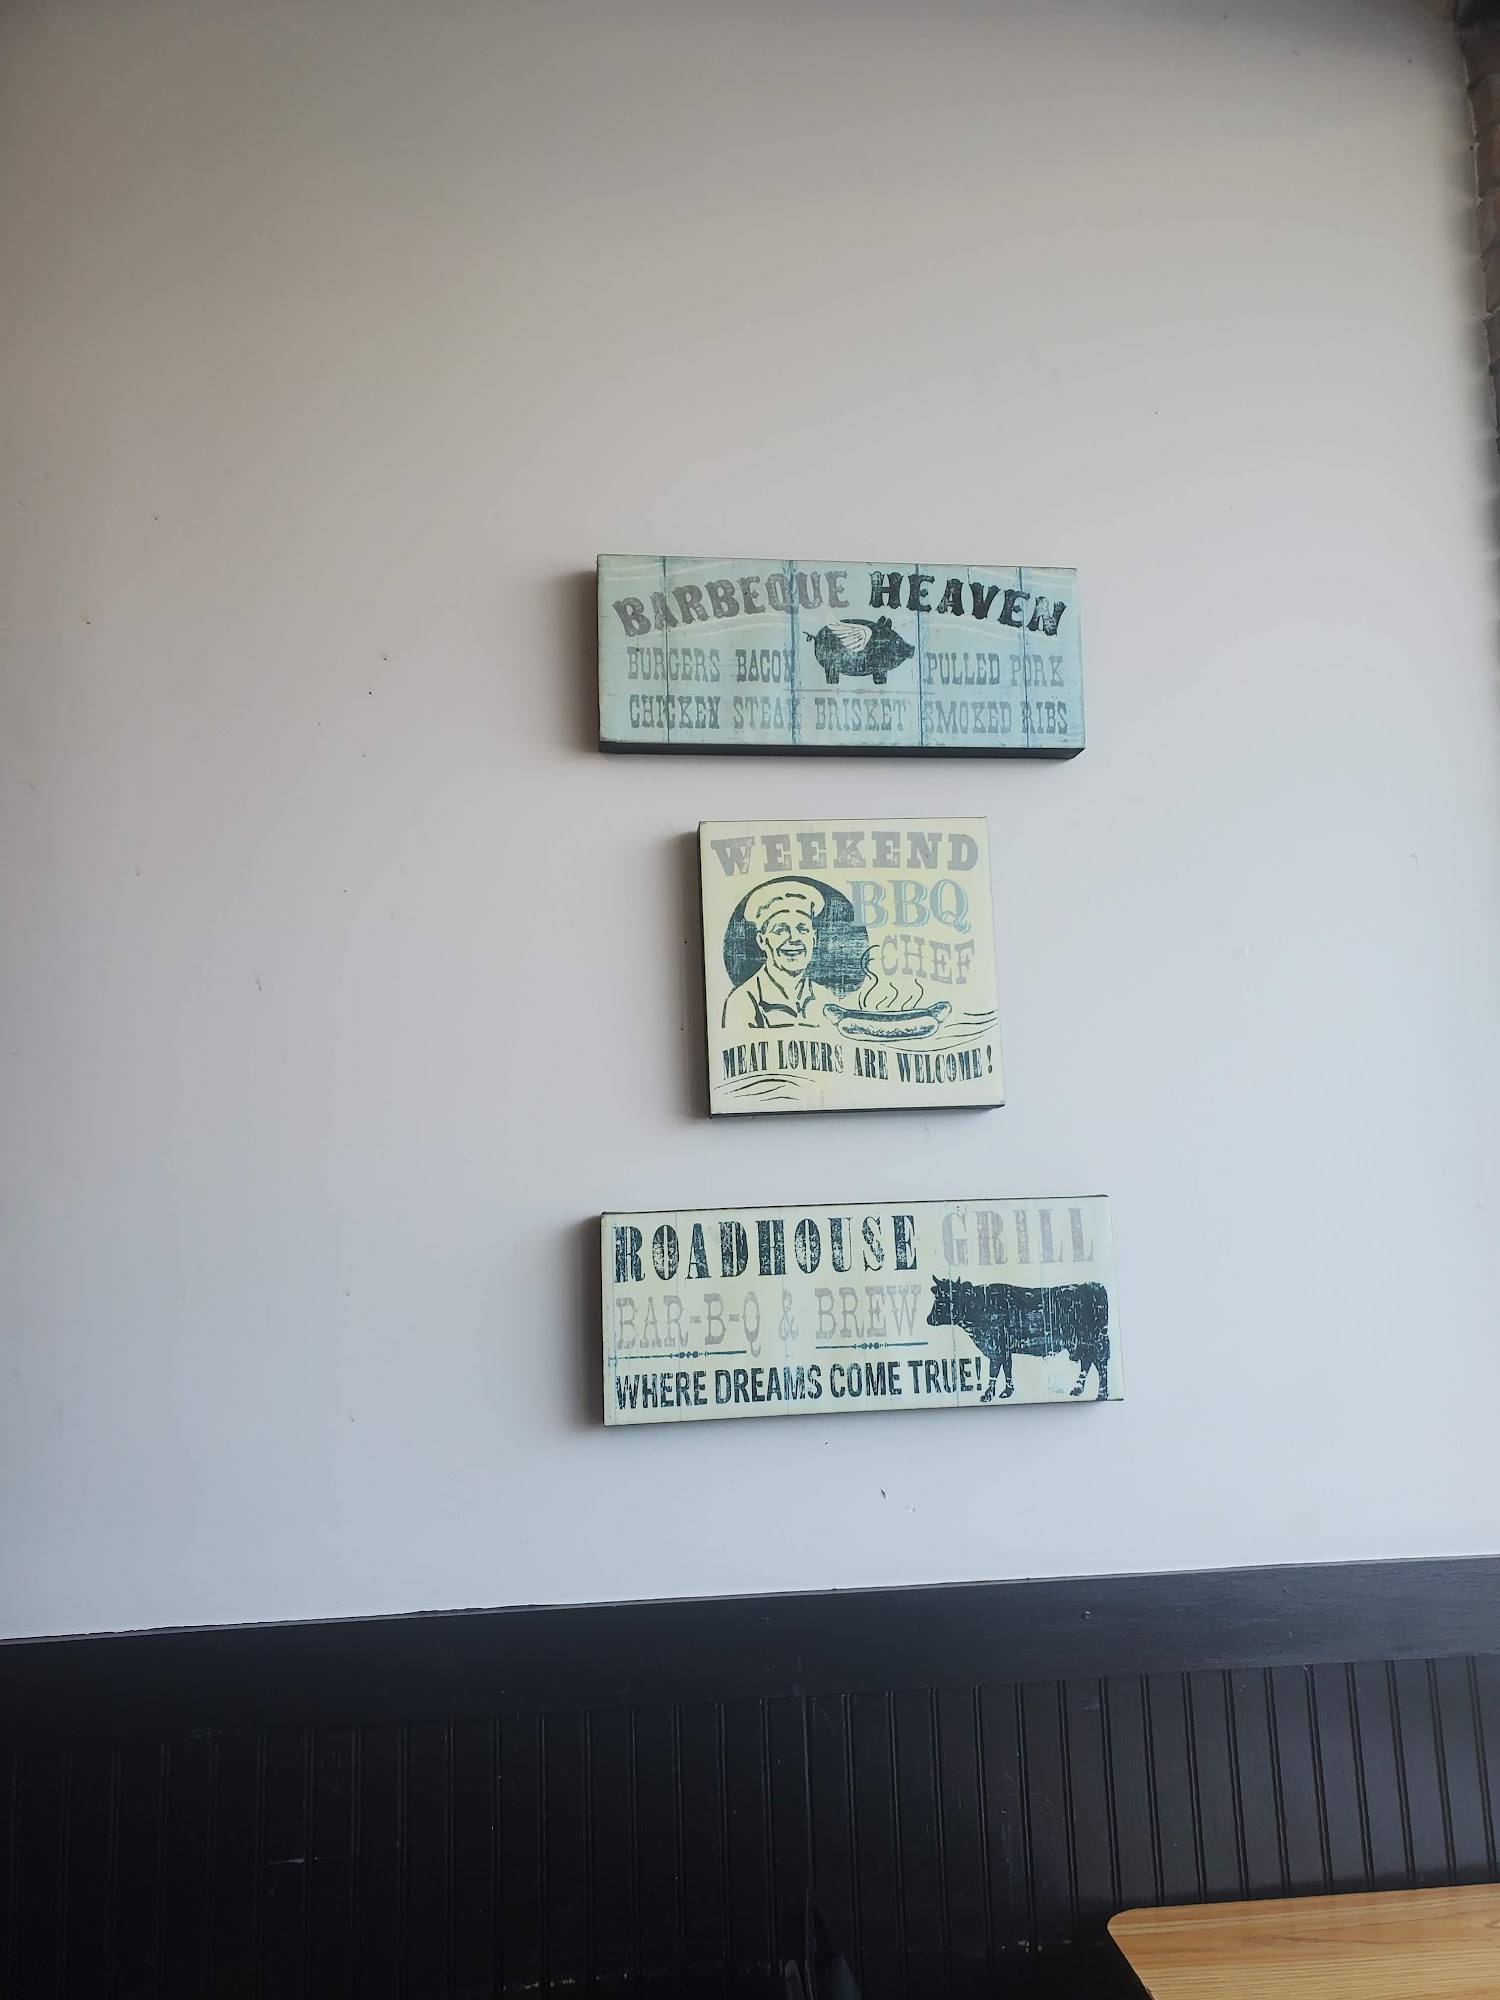 BARBEQUE HEAVEN
BURGERS BACON PULLED PORK
CHICKEN STEAK BRISKET SMOKED RIBS
WEEKEND
BBQ
CHEF
MEAT LOVERS ARE WELCOME!
ROADHOUSE GRILL
BAR-B-Q & BREW
WHERE DREAMS COME TRUE!